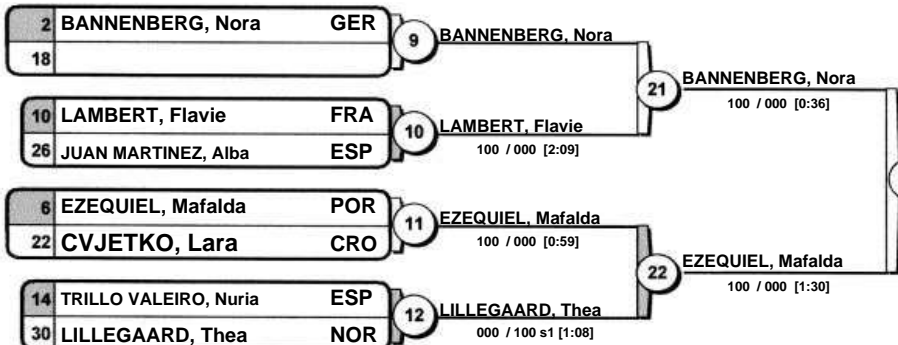 2 BANNENBERG, Nora GER
18
9
BANNENBERG, Nora
10 LAMBERT, Flavie FRA
26 JUAN MARTINEZ, Alba ESP
10
LAMBERT, Flavie
100 / 000 [2:09]
21
BANNENBERG, Nora
100 / 000 [0:36]
6 EZEQUIEL, Mafalda POR
22 CVJETKO, Lara CRO
11
EZEQUIEL, Mafalda
100 / 000 [0:59]
14 TRILLO VALEIRO, Nuria ESP
30 LILLEGAARD, Thea NOR
12
LILLEGAARD, Thea
000 / 100 s1 [1:08]
22
EZEQUIEL, Mafalda
100 / 000 [1:30]